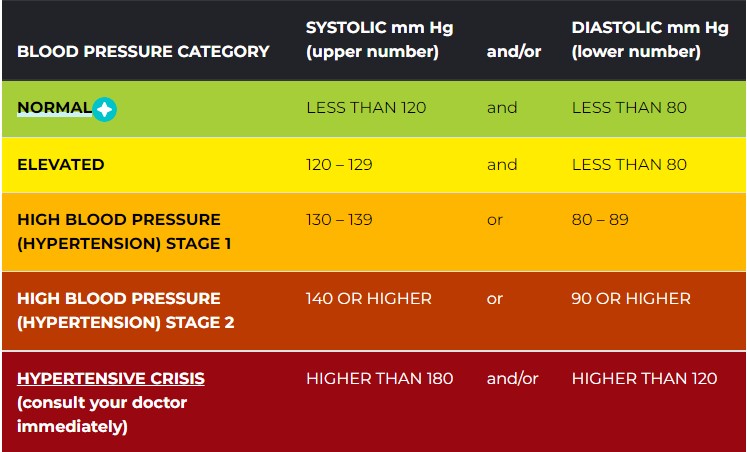 BLOOD PRESSURE CATEGORY SYSTOLIC mm Hg (upper number) and/or DIASTOLIC mm Hg (lower number)
NORMAL LESS THAN 120 and LESS THAN 80
ELEVATED 120 – 129 and LESS THAN 80
HIGH BLOOD PRESSURE 130 – 139 or 80 – 89
(HYPERTENSION) STAGE 1
HIGH BLOOD PRESSURE 140 OR HIGHER or 90 OR HIGHER
(HYPERTENSION) STAGE 2
HYPERTENSIVE CRISIS HIGHER THAN 180 and/or HIGHER THAN 120
(consult your doctor
immediately)